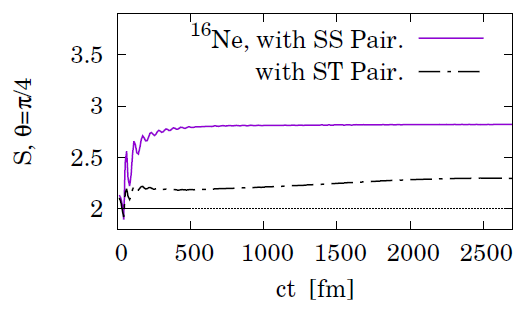 ¹⁶Ne, with SS Pair.
with ST Pair.
S, θ=π/4
3.5
3
2.5
2
0 500 1000 1500 2000 2500
ct [fm]